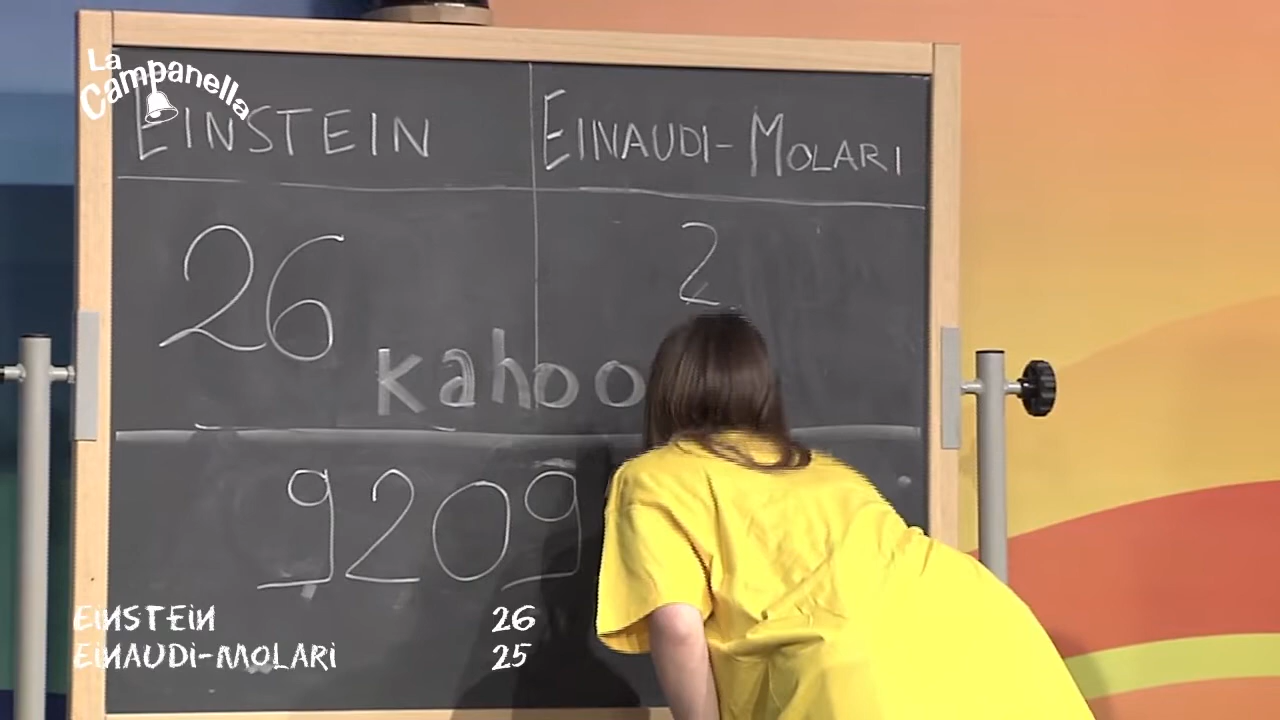 La Campanella
EINSTEIN EINAUDI-MOLARI
26 2
kahoo
9209
EINSTEIN 26
EINAUDI-MOLARI 25